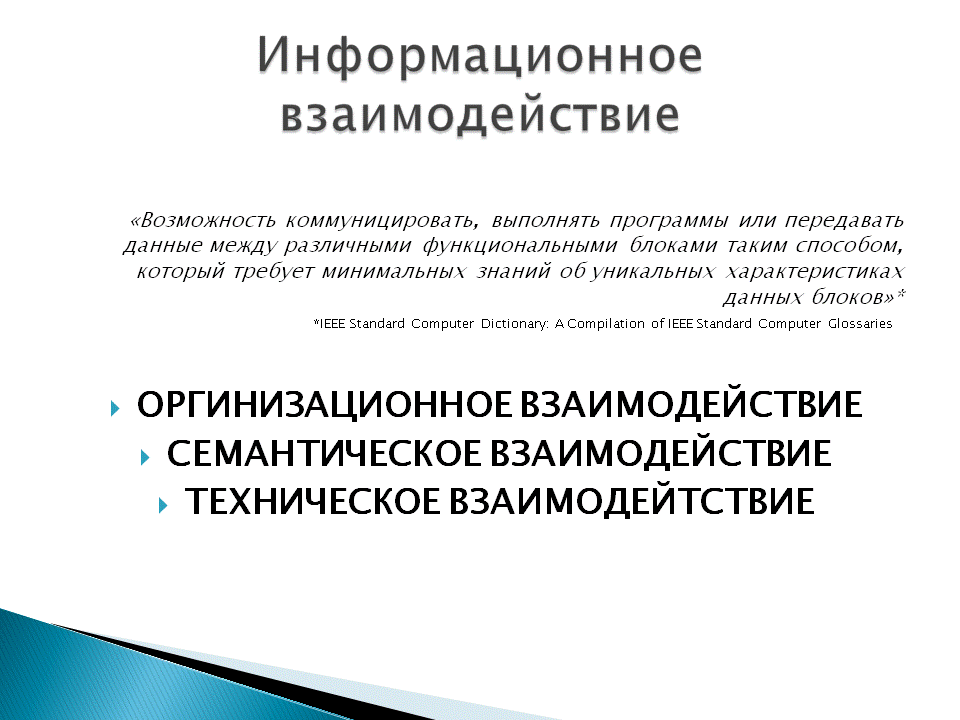 Информационное
взаимодействие
«Возможность коммуницировать, выполнять программы или передавать
данные между различными функциональными блоками таким способом,
который требует минимальных знаний об уникальных характеристиках
данных блоков»*
*IEEE Standard Computer Dictionary: A Compilation of IEEE Standard Computer Glossaries
ОРГИНИЗАЦИОННОЕ ВЗАИМОДЕЙСТВИЕ
СЕМАНТИЧЕСКОЕ ВЗАИМОДЕЙСТВИЕ
ТЕХНИЧЕСКОЕ ВЗАИМОДЕЙТСТВИЕ